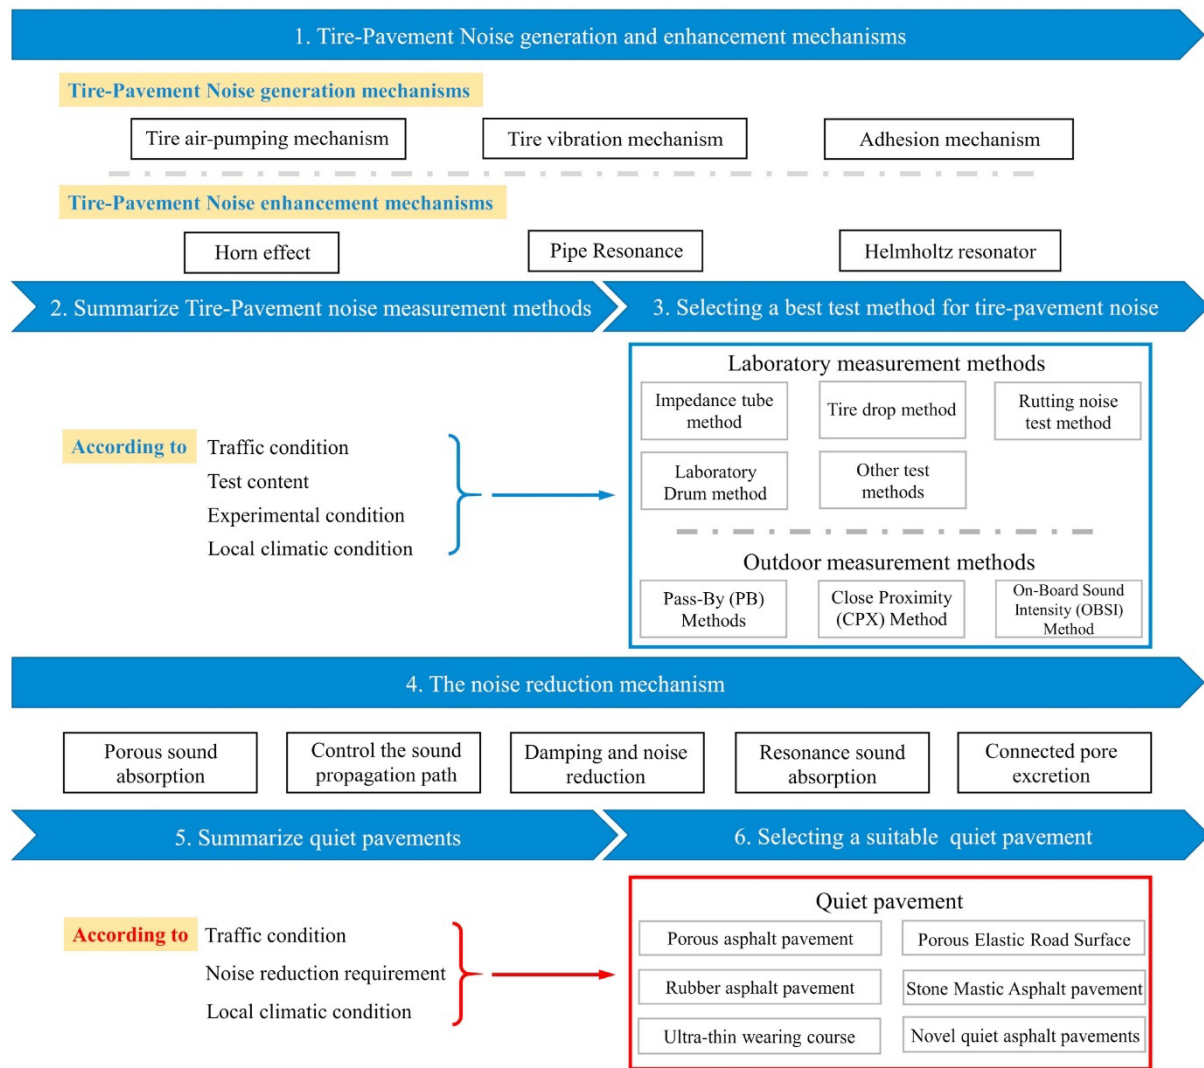 1. Tire-Pavement Noise generation and enhancement mechanisms
Tire-Pavement Noise generation mechanisms
Tire air-pumping mechanism
Tire vibration mechanism
Adhesion mechanism
Tire-Pavement Noise enhancement mechanisms
Horn effect
Pipe Resonance
Helmholtz resonator
2. Summarize Tire-Pavement noise measurement methods
3. Selecting a best test method for tire-pavement noise
According to
Traffic condition
Test content
Experimental condition
Local climatic condition
Laboratory measurement methods
Impedance tube
method
Tire drop method
Rutting noise
test method
Laboratory
Drum method
Other test
methods
Outdoor measurement methods
Pass-By (PB)
Methods
Close Proximity
(CPX) Method
On-Board Sound
Intensity (OBSI)
Method
4. The noise reduction mechanism
Porous sound
absorption
Control the sound
propagation path
Damping and noise
reduction
Resonance sound
absorption
Connected pore
excretion
5. Summarize quiet pavements
6. Selecting a suitable quiet pavement
According to
Traffic condition
Noise reduction requirement
Local climatic condition
Quiet pavement
Porous asphalt pavement
Porous Elastic Road Surface
Rubber asphalt pavement
Stone Mastic Asphalt pavement
Ultra-thin wearing course
Novel quiet asphalt pavements